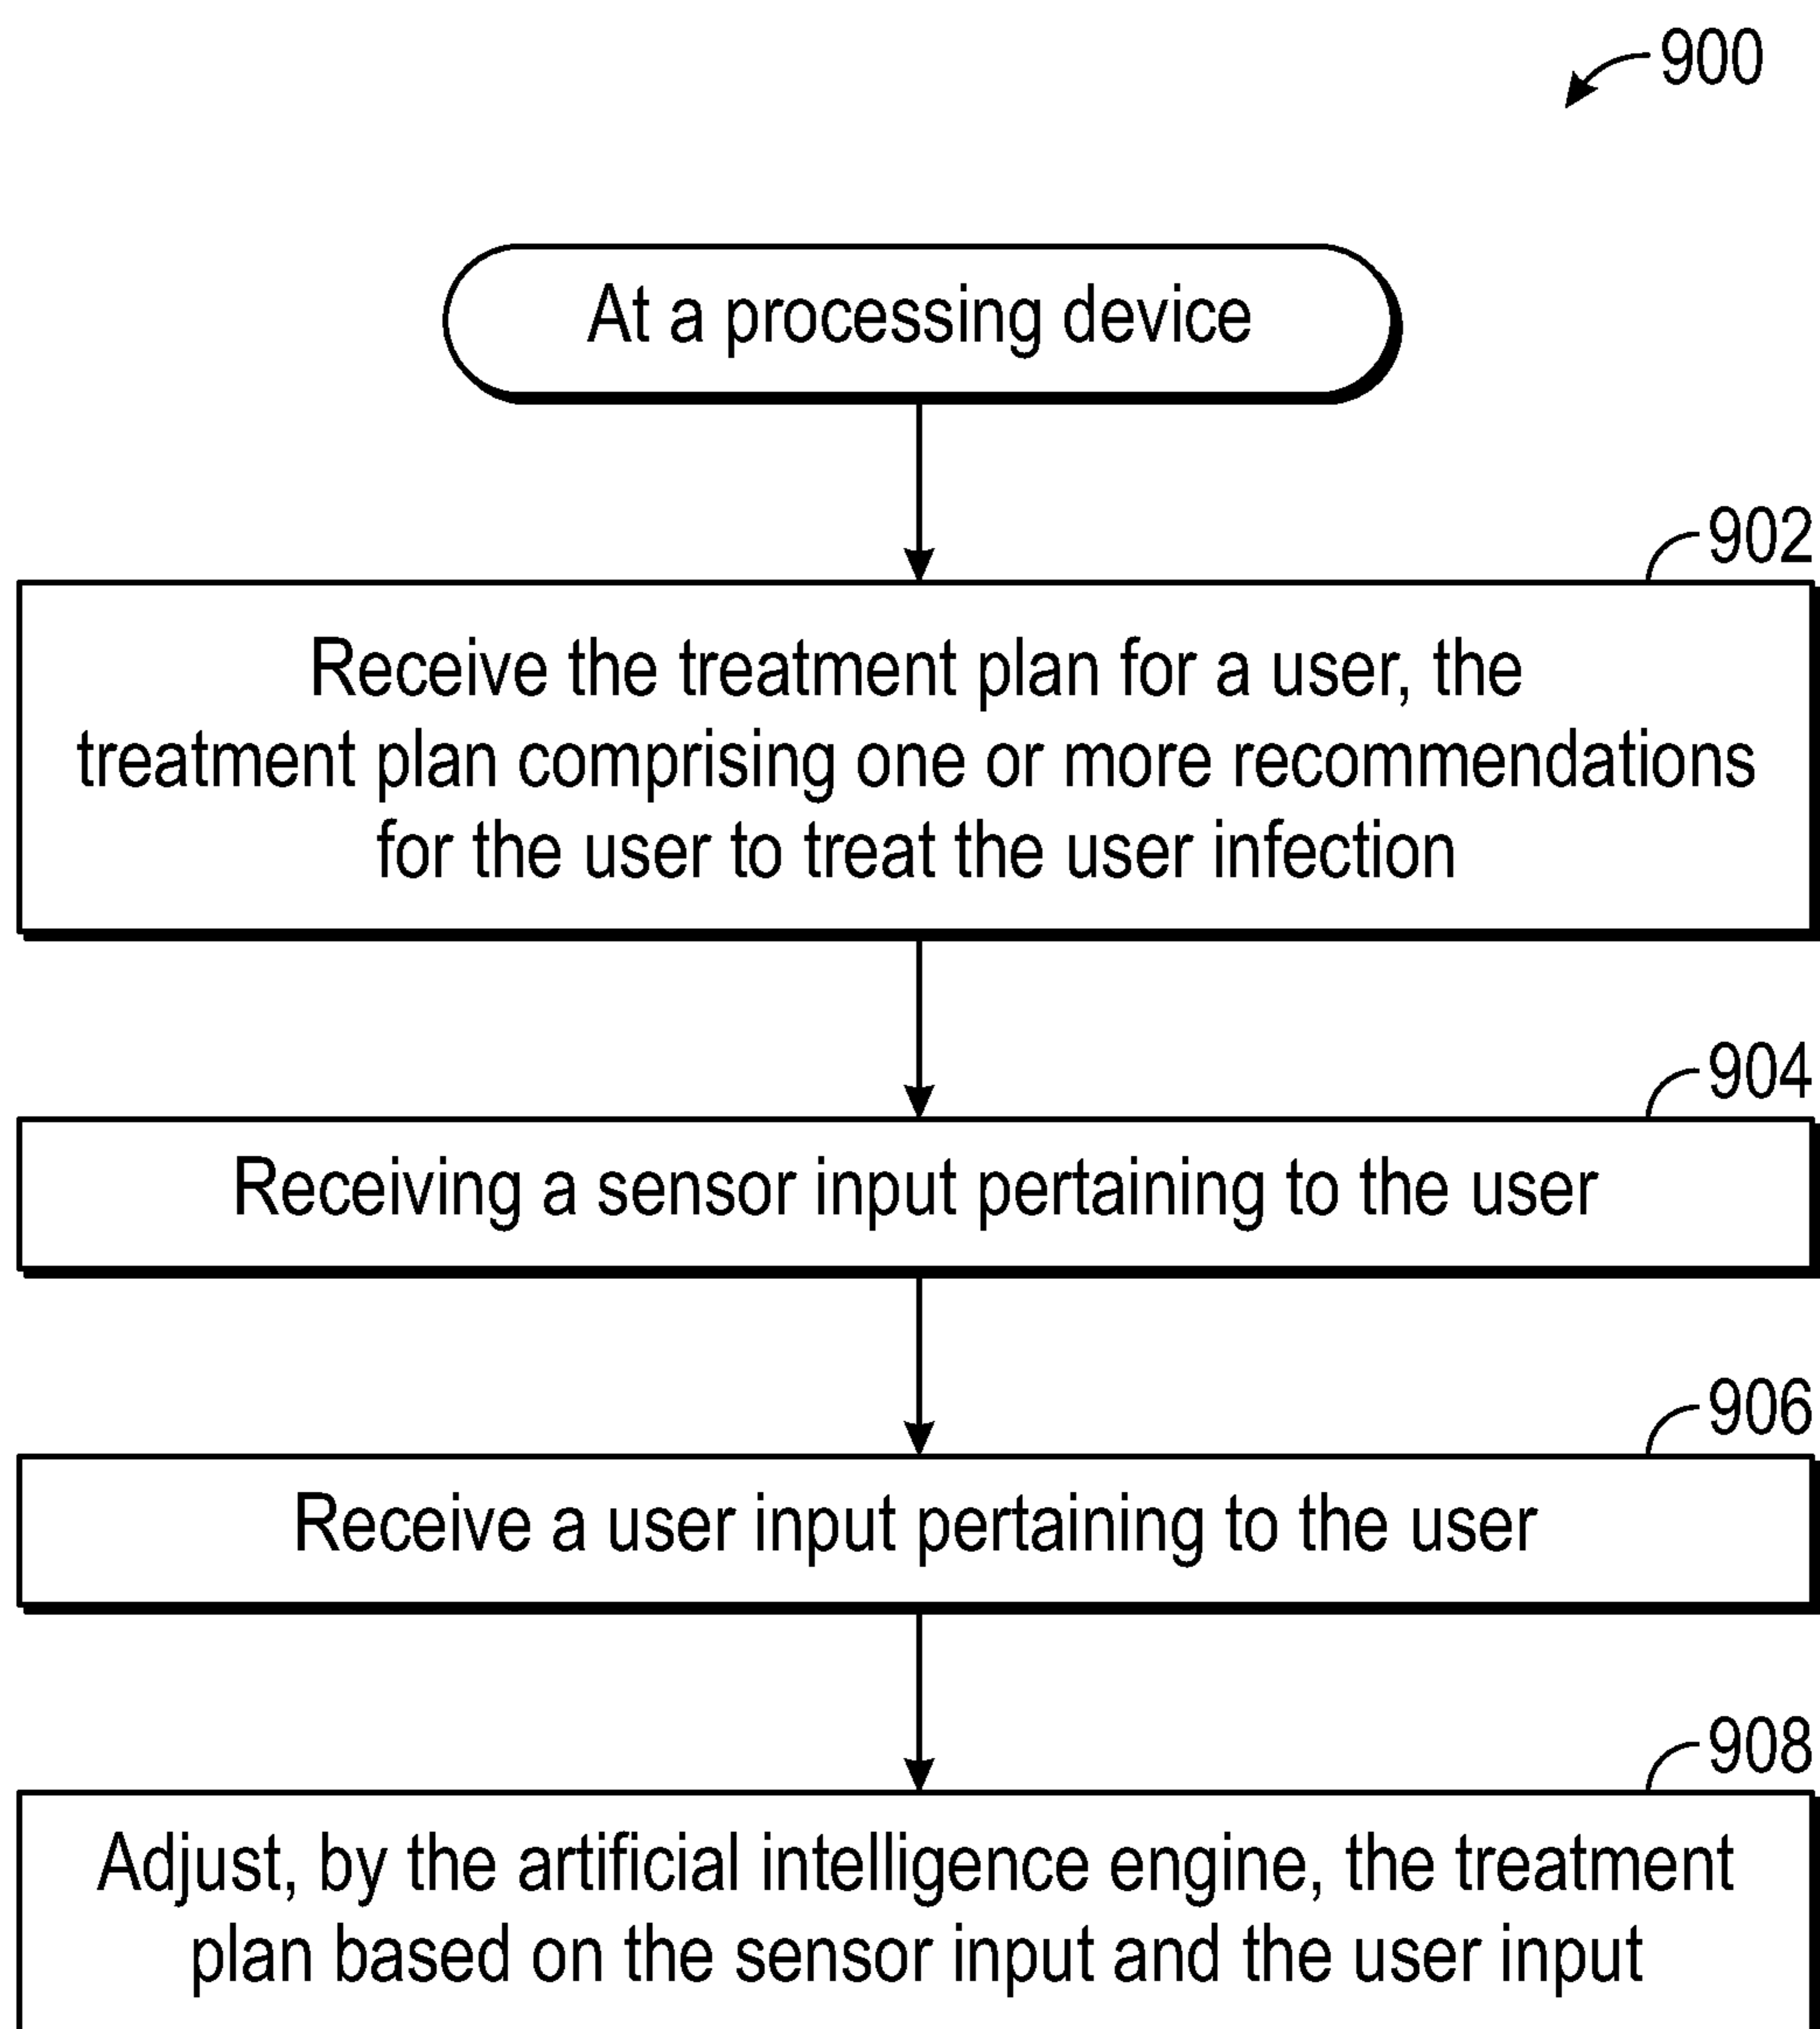 900
At a processing device
902
Receive the treatment plan for a user, the
treatment plan comprising one or more recommendations
for the user to treat the user infection
904
Receiving a sensor input pertaining to the user
906
Receive a user input pertaining to the user
908
Adjust, by the artificial intelligence engine, the treatment
plan based on the sensor input and the user input